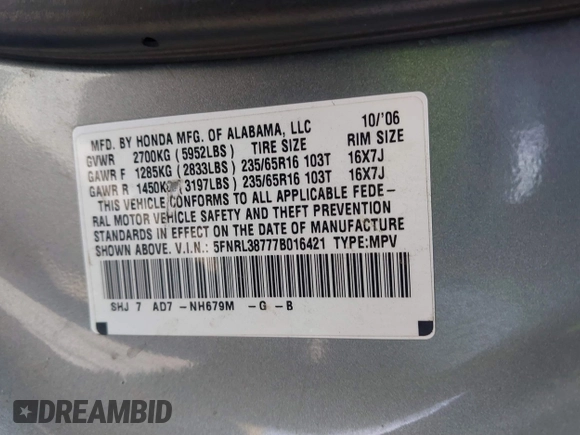 MFD. BY HONDA MFG. OF ALABAMA, LLC 10/'06
GVWR 2700KG (5952LBS) TIRE SIZE RIM SIZE
GAWR F 1285KG (2833LBS) 235/65R16 103T 16X7J
GAWR R 1450KG (3197LBS) 235/65R16 103T 16X7J
THIS VEHICLE CONFORMS TO ALL APPLICABLE FEDE-
RAL MOTOR VEHICLE SAFETY AND THEFT PREVENTION
STANDARDS IN EFFECT ON THE DATE OF MANUFACTURE
SHOWN ABOVE. V.I.N.: 5FNRL38777B016421 TYPE:MPV
SHJ 7 AD7 -NH679M -G -B
DREAMBID